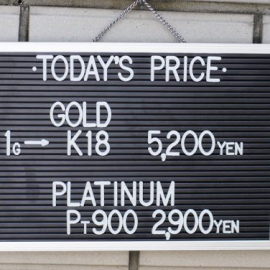 ·TODAY'S PRICE·
GOLD
1G→ K18 5,200YEN
PLATINUM
PT900 2,900YEN